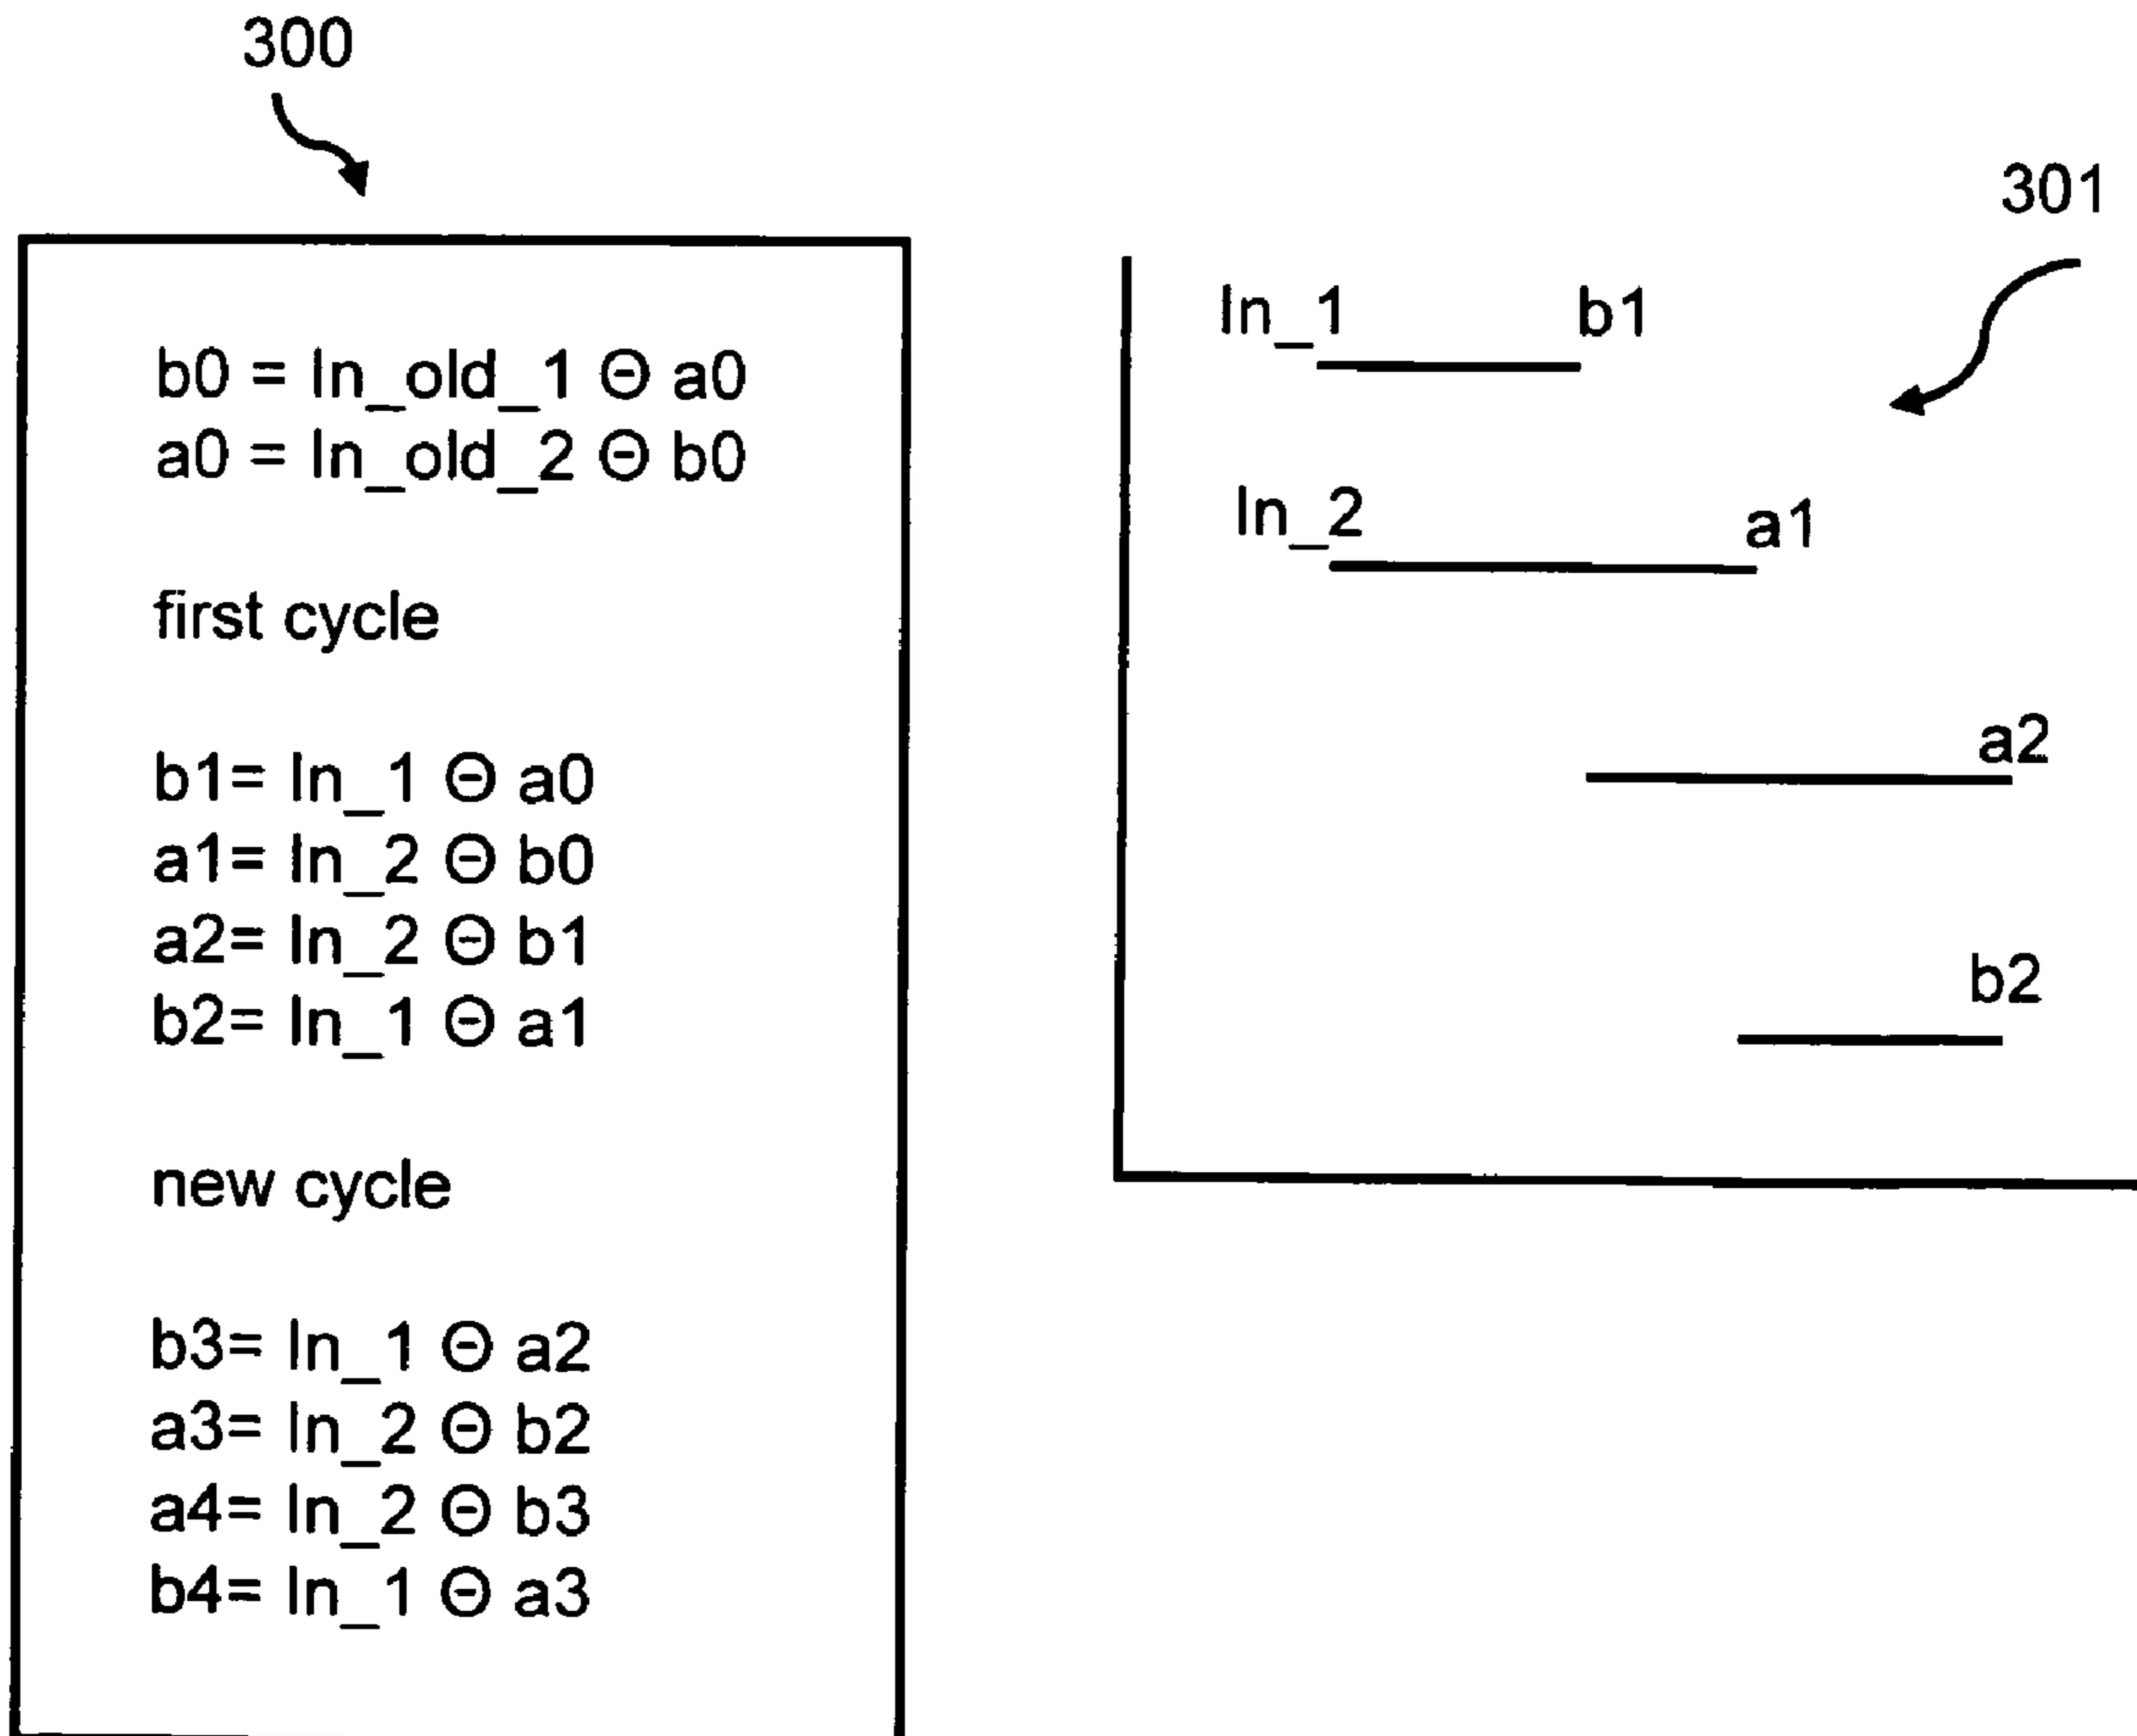 300
b0 = In_old_1 ⊖ a0
a0 = In_old_2 ⊖ b0
first cycle
b1= In_1 ⊖ a0
a1= In_2 ⊖ b0
a2= In_2 ⊖ b1
b2= In_1 ⊖ a1
new cycle
b3= In_1 ⊖ a2
a3= In_2 ⊖ b2
a4= In_2 ⊖ b3
b4= In_1 ⊖ a3
301
In_1 b1
In_2 a1
a2
b2